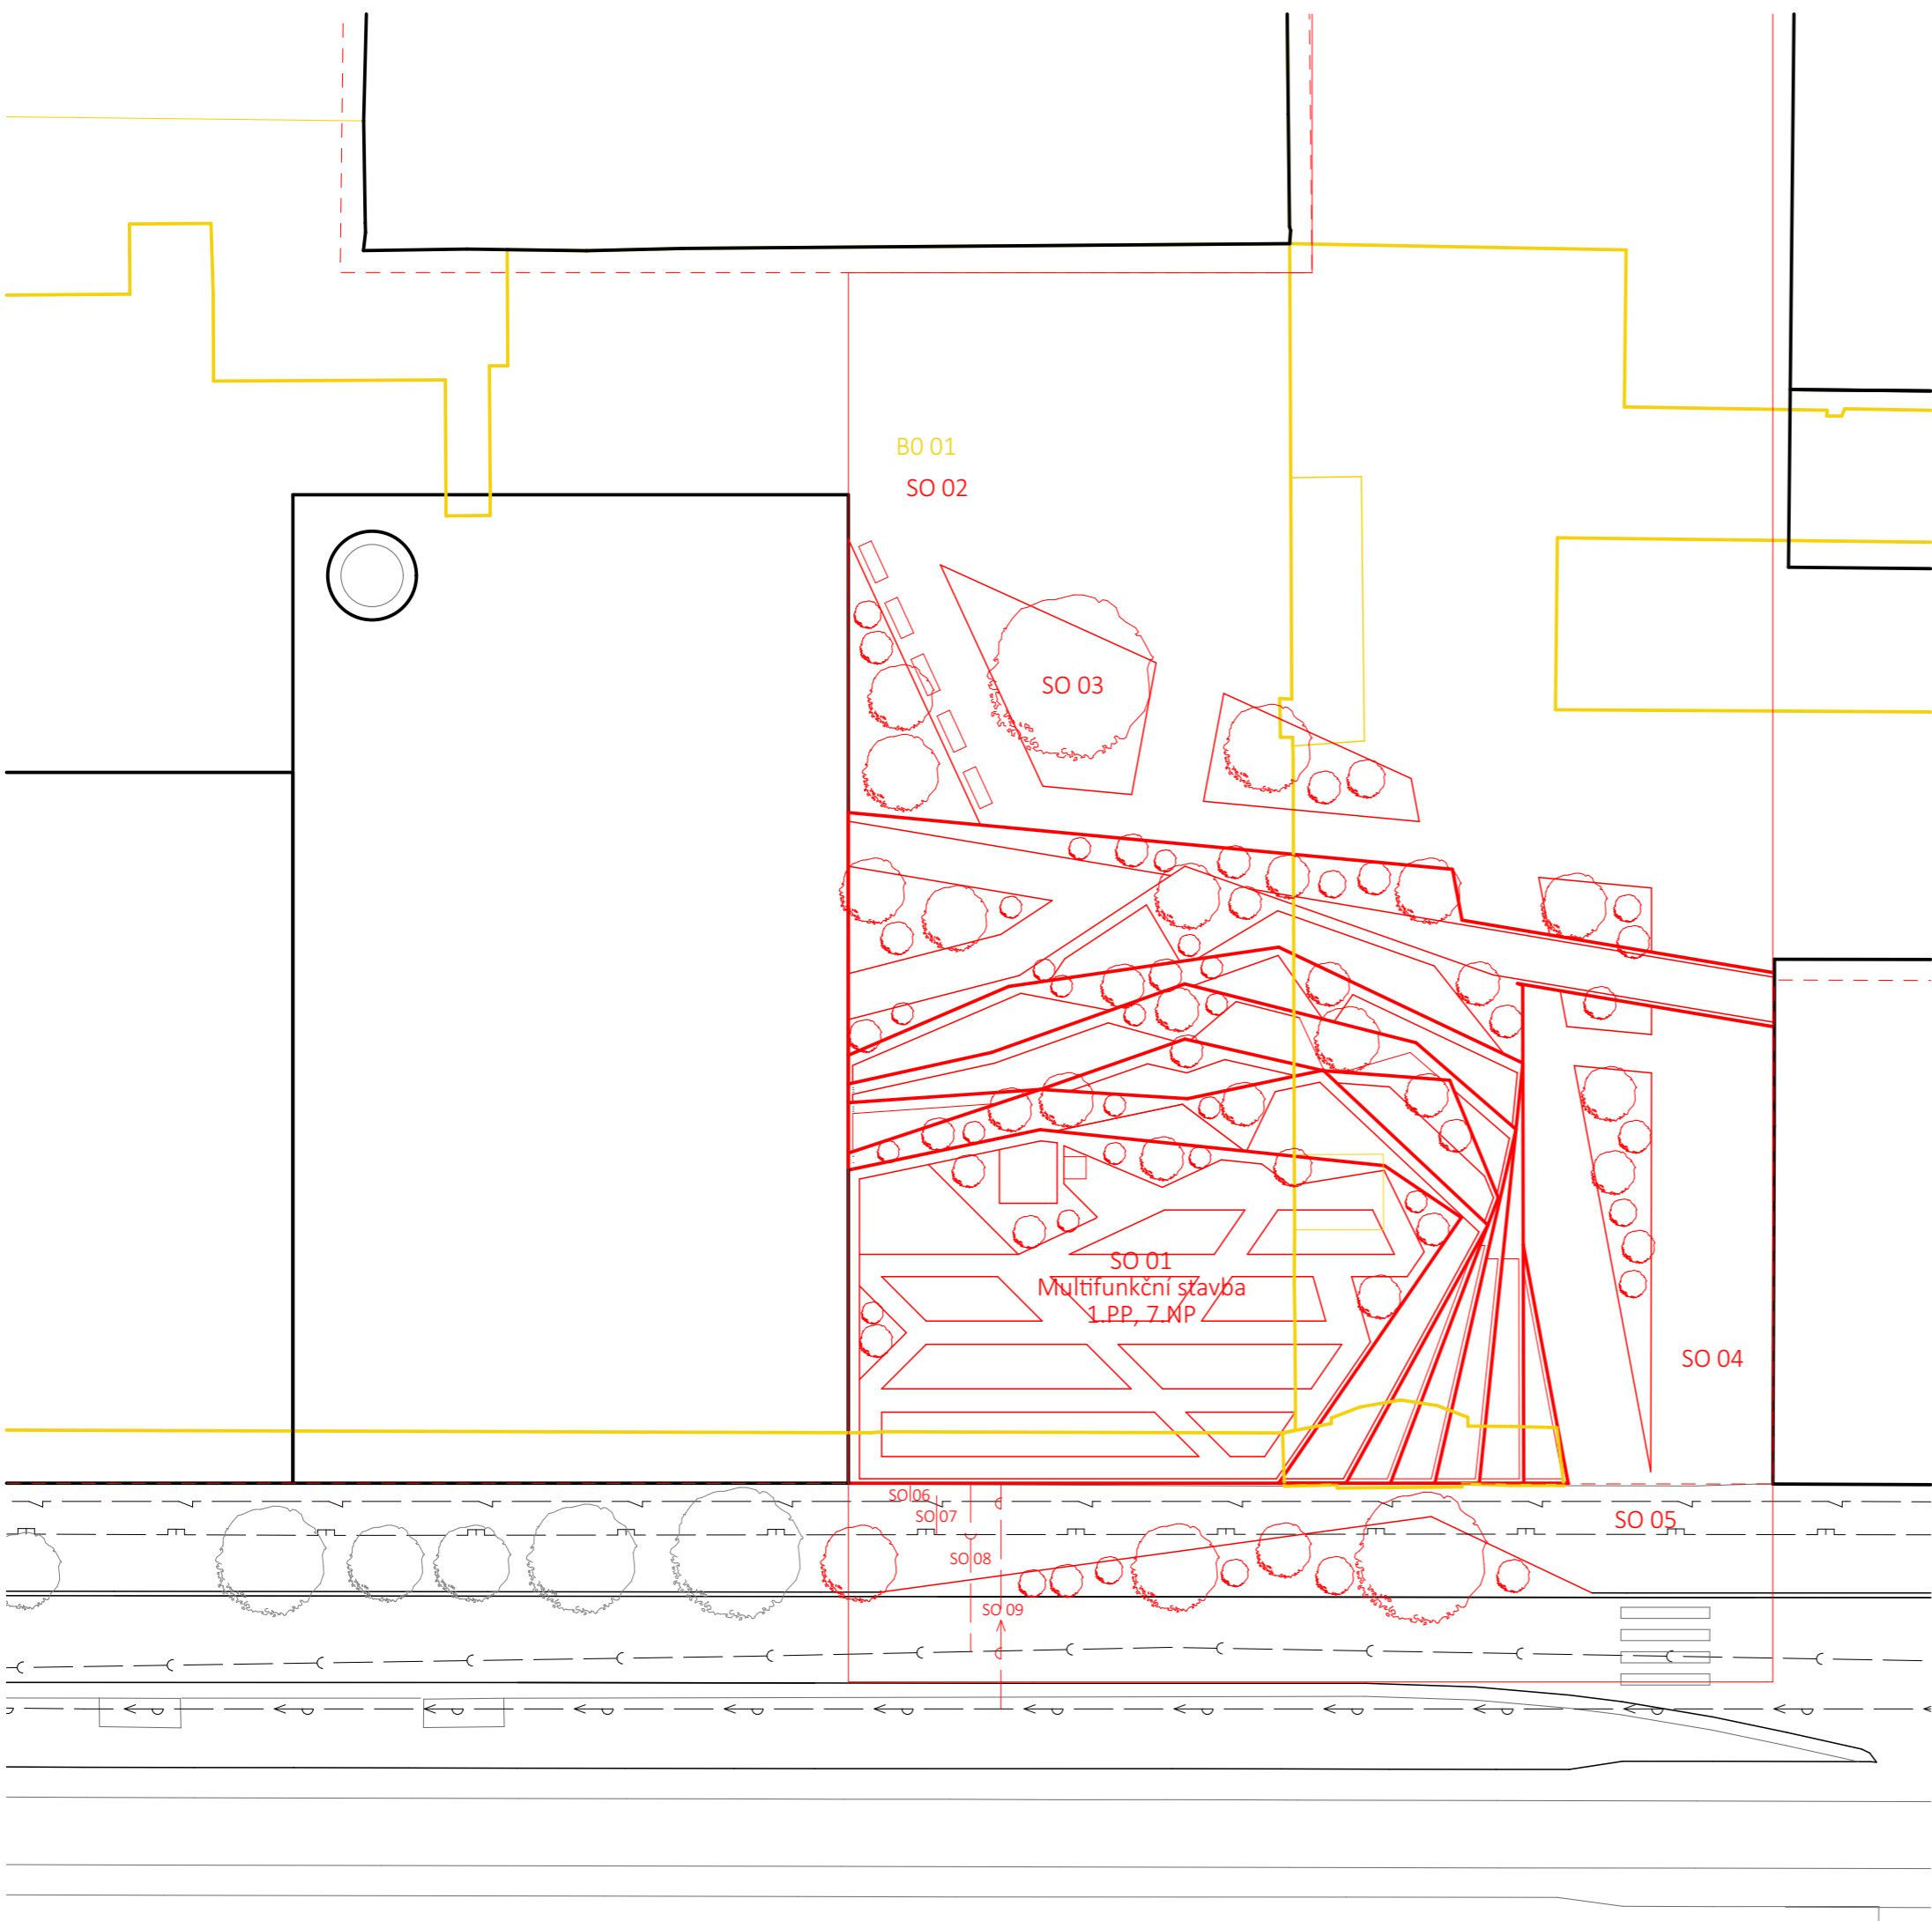 B0 01
SO 02
SO 03
SO 01
Multifunkční stavba
1.PP, 7.NP
SO 04
SO 06
SO 07
SO 05
SO 08
SO 09